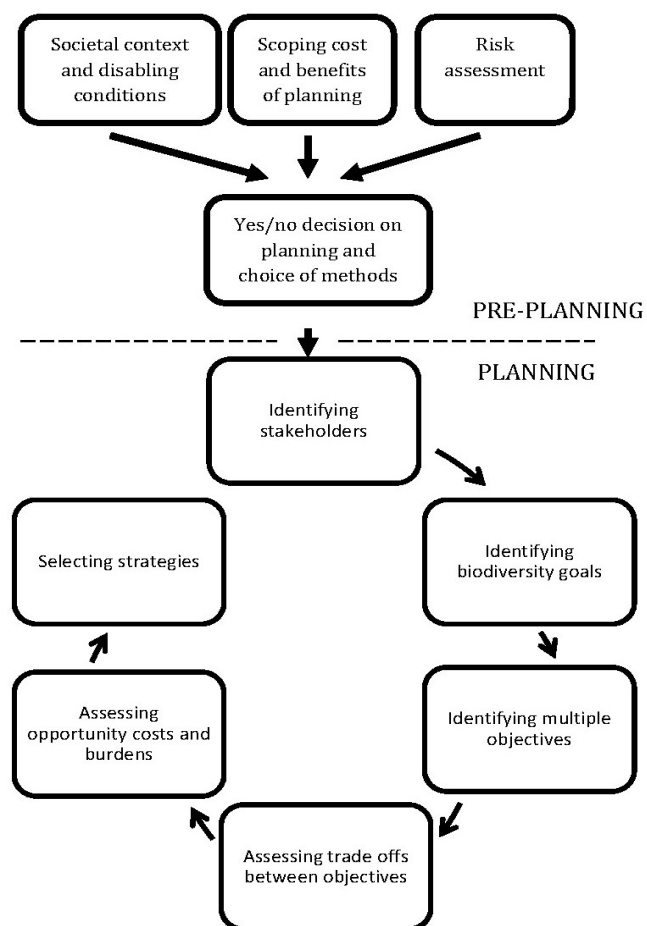 Societal context
and disabling
conditions
Scoping cost
and benefits
of planning
Risk
assessment
Yes/no decision on
planning and
choice of methods
PRE-PLANNING
PLANNING
Identifying
stakeholders
Selecting strategies
Identifying
biodiversity goals
Assessing
opportunity costs and
burdens
Identifying multiple
objectives
Assessing trade offs
between objectives